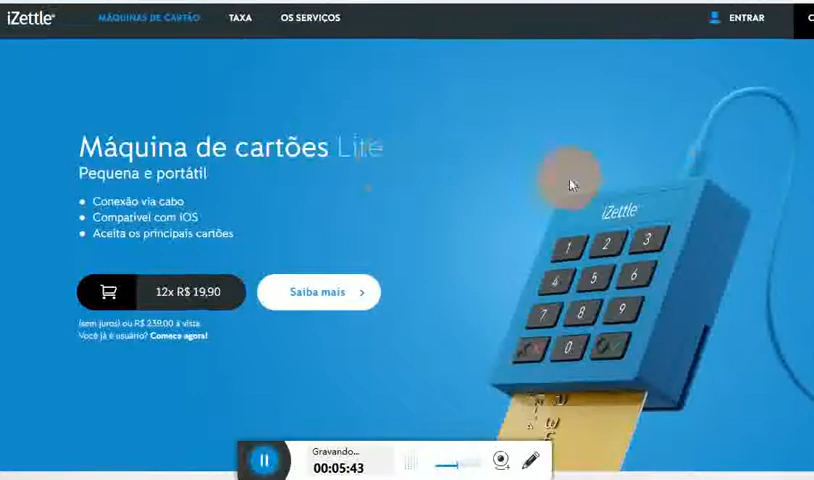 iZettle
MÁQUINAS DE CARTÃO
TAXA
OS SERVIÇOS
ENTRAR
Máquina de cartões Lite
Pequena e portátil
Conexão via cabo
Compatível com iOS
Aceita os principais cartões
12x R$ 19,90
Saiba mais
(sem juros) ou R$ 239,00 à vista
Você já é usuário? Comece agora!
iZettle
1 2 3
4 5 6
7 8 9
0
Gravando...
00:05:43